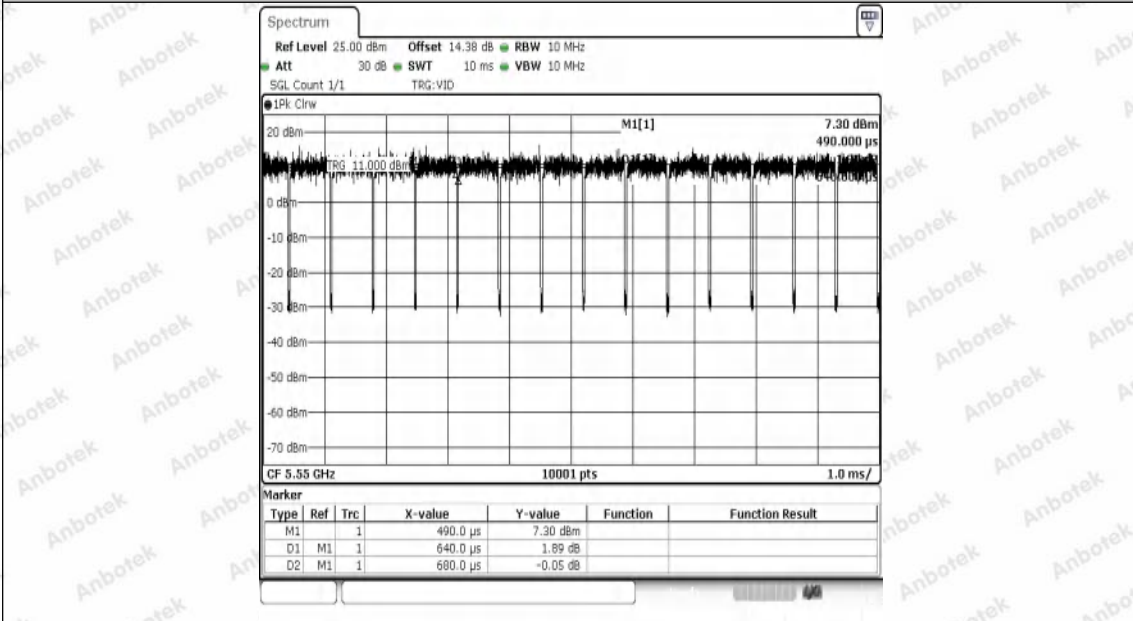 Spectrum
Ref Level 25.00 dBm Offset 14.38 dB RBW 10 MHz
Att 30 dB SWT 10 ms VBW 10 MHz
SGL Count 1/1 TRG:VID
1Pk Clrw
M1[1] 7.30 dBm
490.000 µs
20 dBm
TRG 11.000 dBm
0 dBm
-10 dBm
-20 dBm
-30 dBm
-40 dBm
-50 dBm
-60 dBm
-70 dBm
CF 5.55 GHz 10001 pts 1.0 ms/
Marker
Type Ref Trc X-value Y-value Function Function Result
M1 1 490.0 µs 7.30 dBm
D1 M1 1 640.0 µs 1.89 dB
D2 M1 1 680.0 µs -0.05 dB
Anbotek